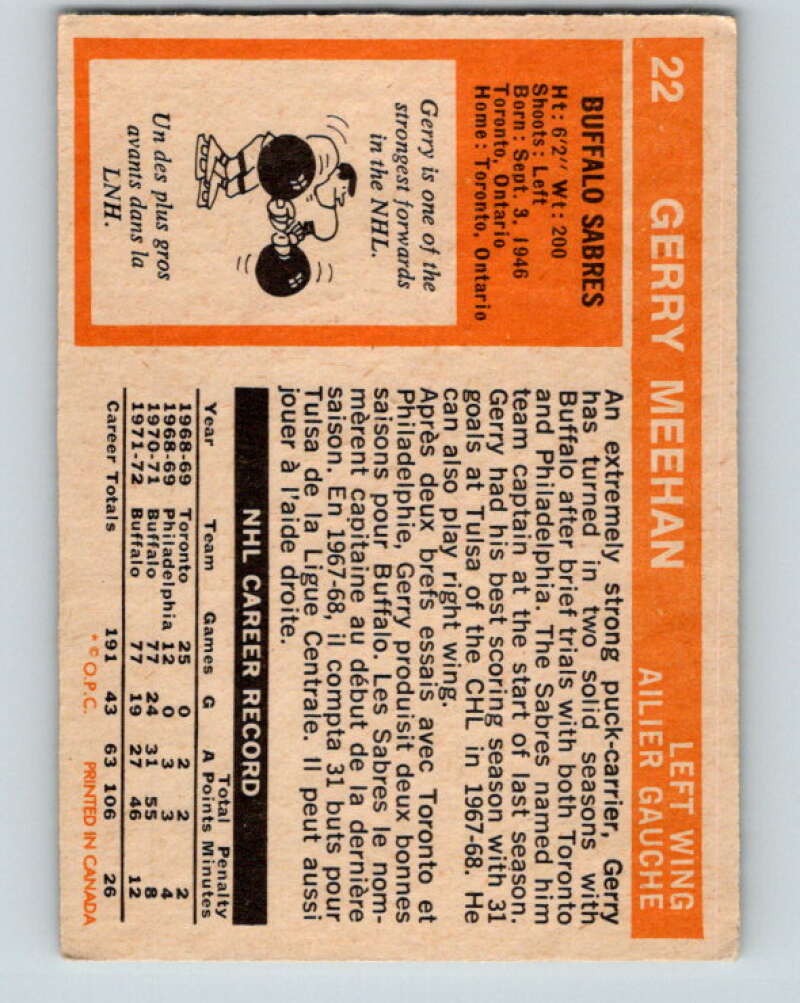 22 GERRY MEEHAN LEFT WING
AILIER GAUCHE
BUFFALO SABRES
Ht: 6'2" Wt: 200
Shoots: Left
Born: Sept. 3, 1946
Toronto, Ontario
Home: Toronto, Ontario
Gerry is one of the
strongest forwards
in the NHL.
Un des plus gros
avants dans la
LNH.
An extremely strong puck-carrier, Gerry
has turned in two solid seasons with
Buffalo after brief trials with both Toronto
and Philadelphia. The Sabres named him
team captain at the start of last season.
Gerry had his best scoring season with 31
goals at Tulsa of the CHL in 1967-68. He
can also play right wing.
Après deux brefs essais avec Toronto et
Philadelphie, Gerry produisit deux bonnes
saisons pour Buffalo. Les Sabres le nom-
mèrent capitaine au début de la dernière
saison. En 1967-68, il compta 31 buts pour
Tulsa de la Ligue Centrale. Il peut aussi
jouer à l'aide droite.
NHL CAREER RECORD
Total Penalty
Year Team Games G A Points Minutes
1968-69 Toronto 25 0 2 2 2
1968-69 Philadelphia 12 0 3 3 4
1970-71 Buffalo 77 24 31 55 8
1971-72 Buffalo 77 19 27 46 12
Career Totals 191 43 63 106 26
* © O.P.C. PRINTED IN CANADA